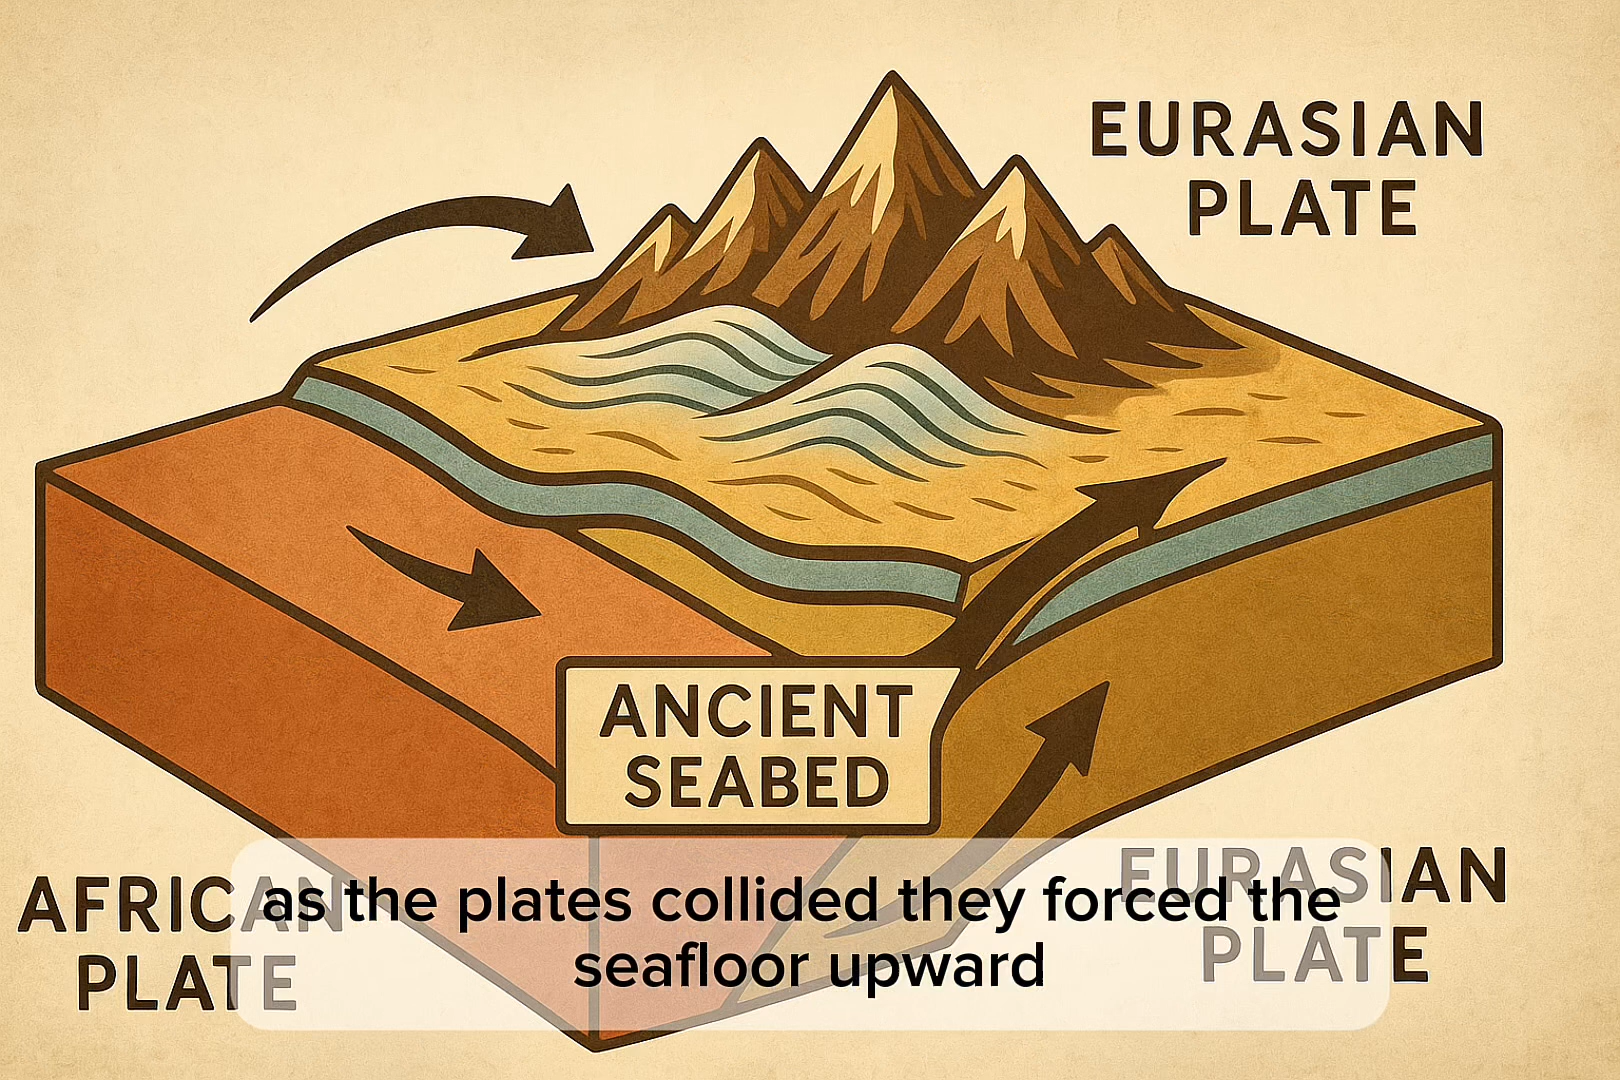 EURASIAN
PLATE
ANCIENT
SEABED
AFRICAN
PLATE
EURASIAN
PLATE
as the plates collided they forced the
seafloor upward